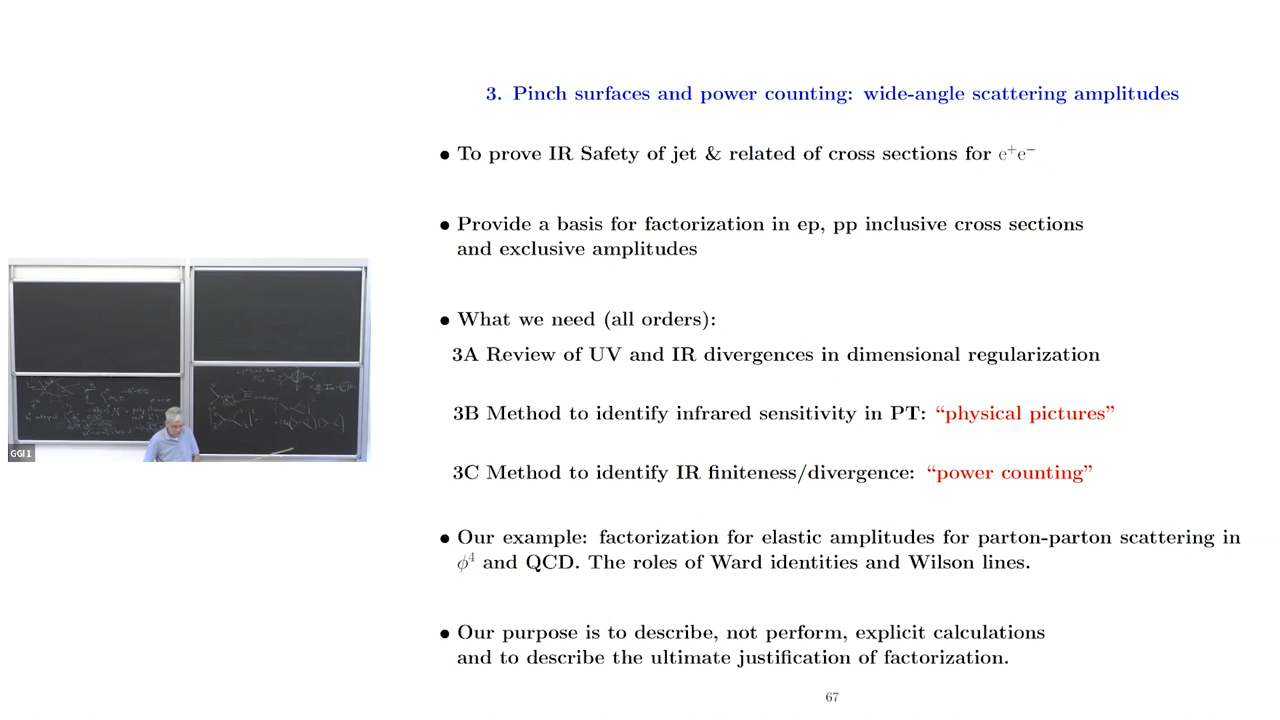 3. Pinch surfaces and power counting: wide-angle scattering amplitudes
● To prove IR Safety of jet & related of cross sections for e⁺e⁻
● Provide a basis for factorization in ep, pp inclusive cross sections
and exclusive amplitudes
● What we need (all orders):
3A Review of UV and IR divergences in dimensional regularization
3B Method to identify infrared sensitivity in PT: “physical pictures”
3C Method to identify IR finiteness/divergence: “power counting”
● Our example: factorization for elastic amplitudes for parton-parton scattering in
ϕ⁴ and QCD. The roles of Ward identities and Wilson lines.
● Our purpose is to describe, not perform, explicit calculations
and to describe the ultimate justification of factorization.
67
GGI 1